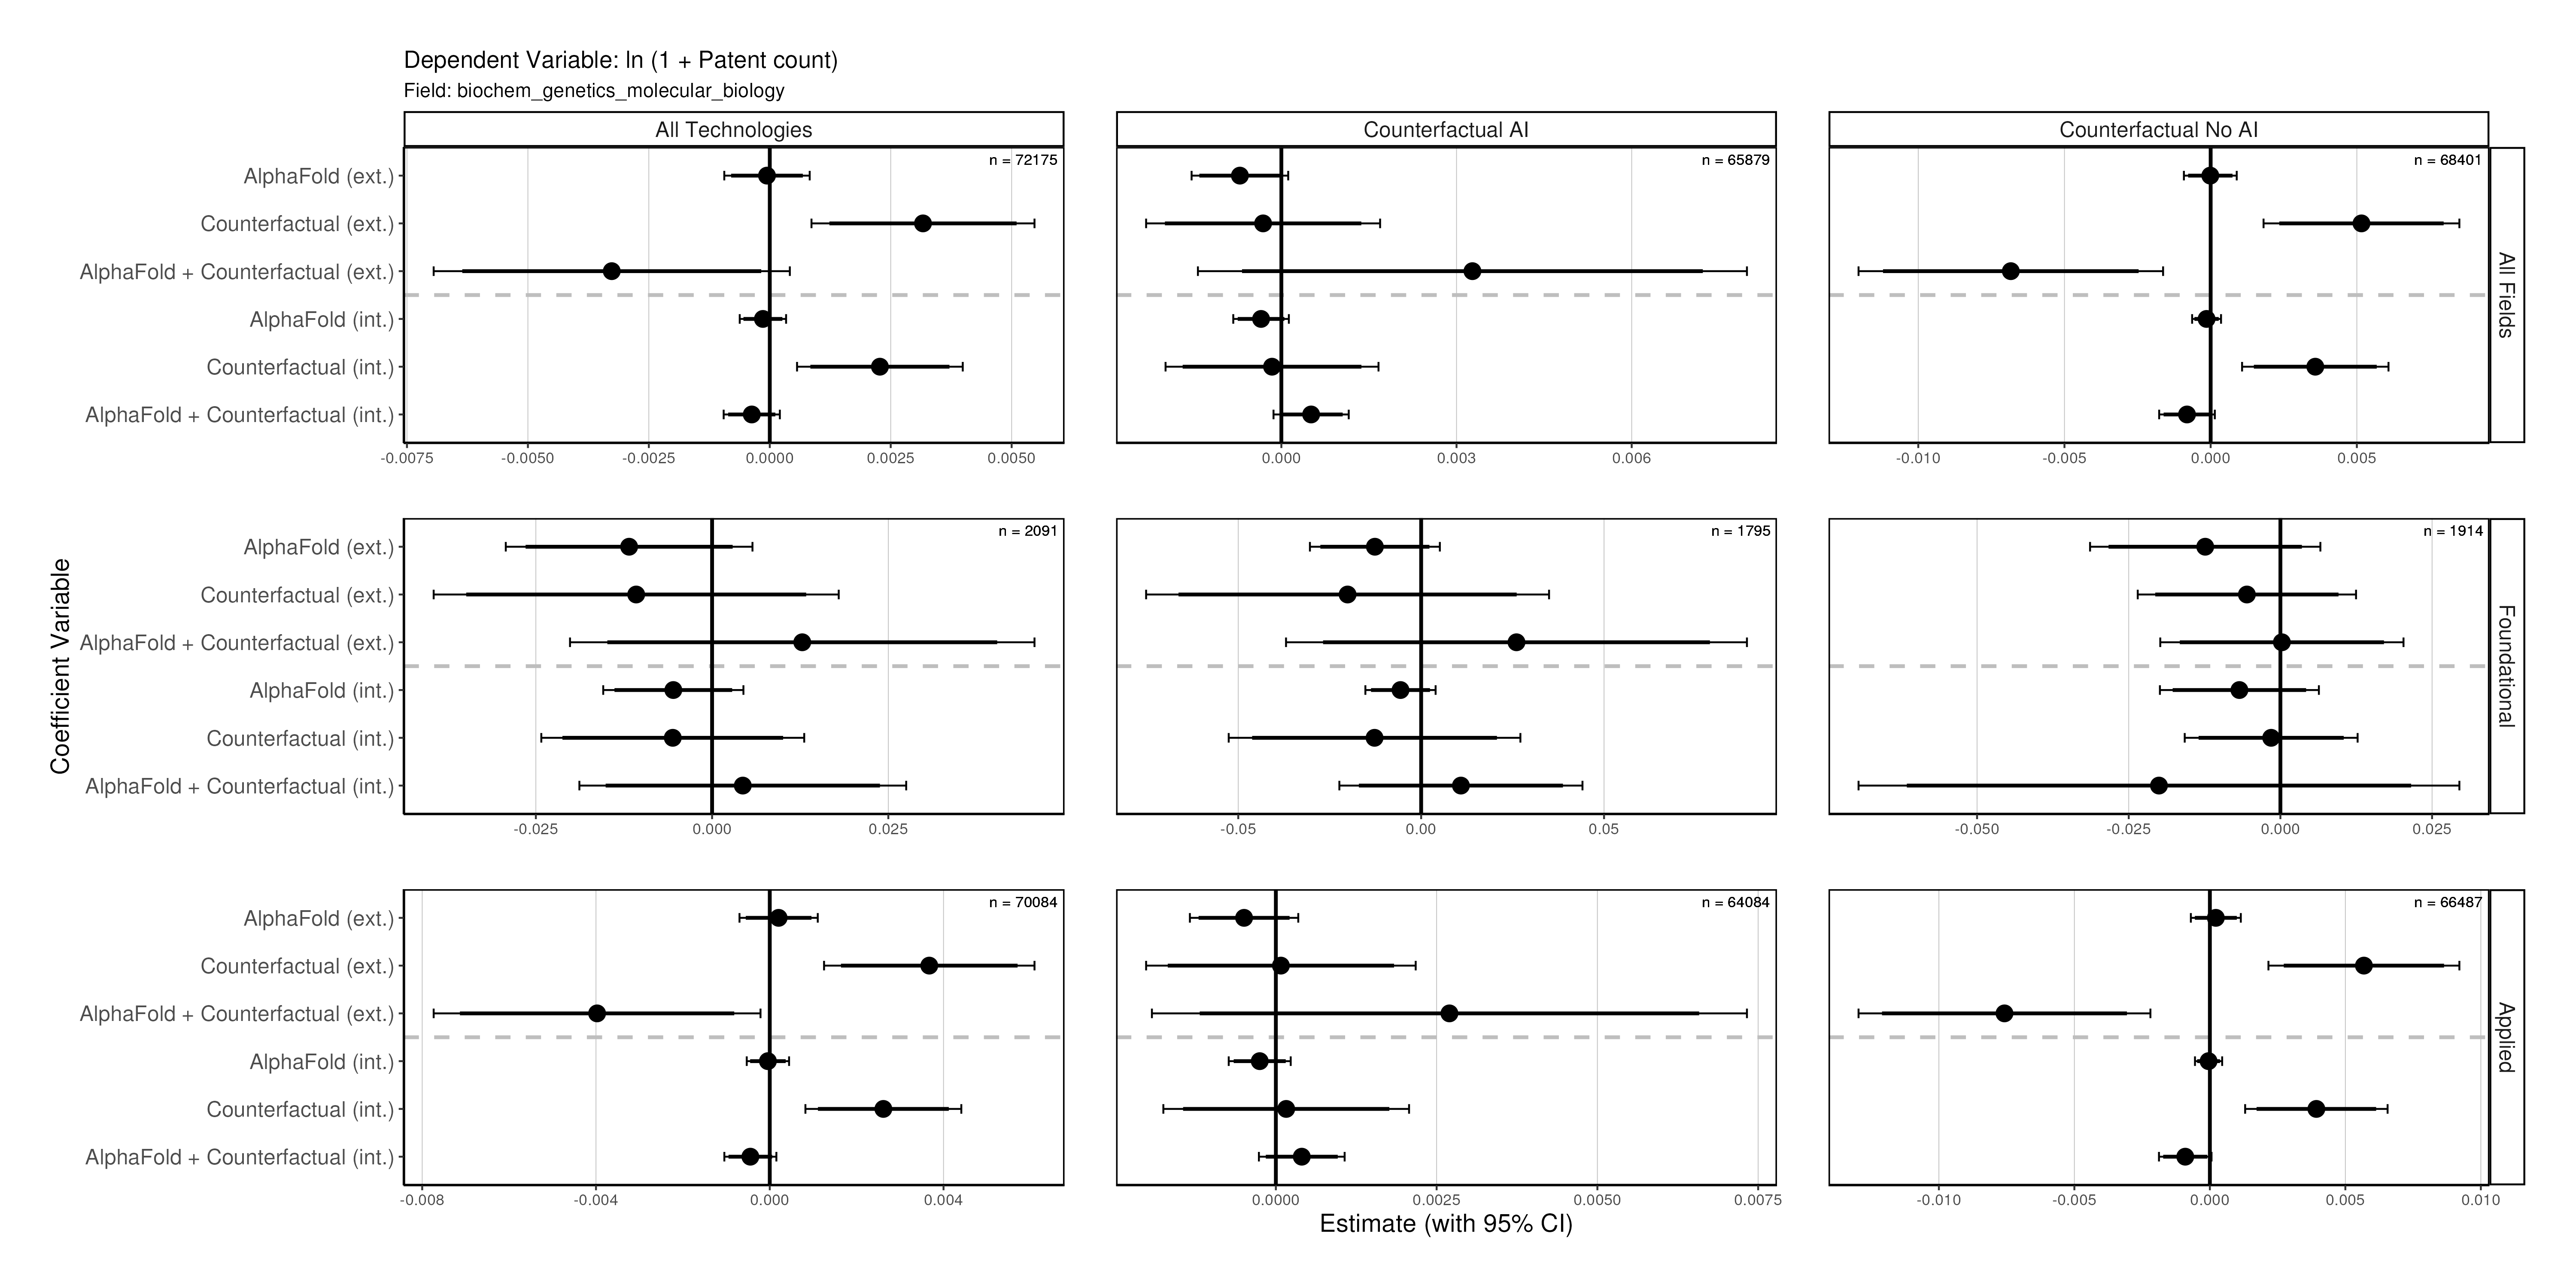 Dependent Variable: ln (1 + Patent count)
Field: biochem_genetics_molecular_biology
All Technologies
Counterfactual AI
Counterfactual No AI
Coefficient Variable
AlphaFold (ext.)
Counterfactual (ext.)
AlphaFold + Counterfactual (ext.)
AlphaFold (int.)
Counterfactual (int.)
AlphaFold + Counterfactual (int.)
n = 72175
n = 65879
n = 68401
All Fields
-0.0075 -0.0050 -0.0025 0.0000 0.0025 0.0050
0.000 0.003 0.006
-0.010 -0.005 0.000 0.005
AlphaFold (ext.)
Counterfactual (ext.)
AlphaFold + Counterfactual (ext.)
AlphaFold (int.)
Counterfactual (int.)
AlphaFold + Counterfactual (int.)
n = 2091
n = 1795
n = 1914
Foundational
-0.025 0.000 0.025
-0.05 0.00 0.05
-0.050 -0.025 0.000 0.025
AlphaFold (ext.)
Counterfactual (ext.)
AlphaFold + Counterfactual (ext.)
AlphaFold (int.)
Counterfactual (int.)
AlphaFold + Counterfactual (int.)
n = 70084
n = 64084
n = 66487
Applied
-0.008 -0.004 0.000 0.004
0.0000 0.0025 0.0050 0.0075
-0.010 -0.005 0.000 0.005 0.010
Estimate (with 95% CI)